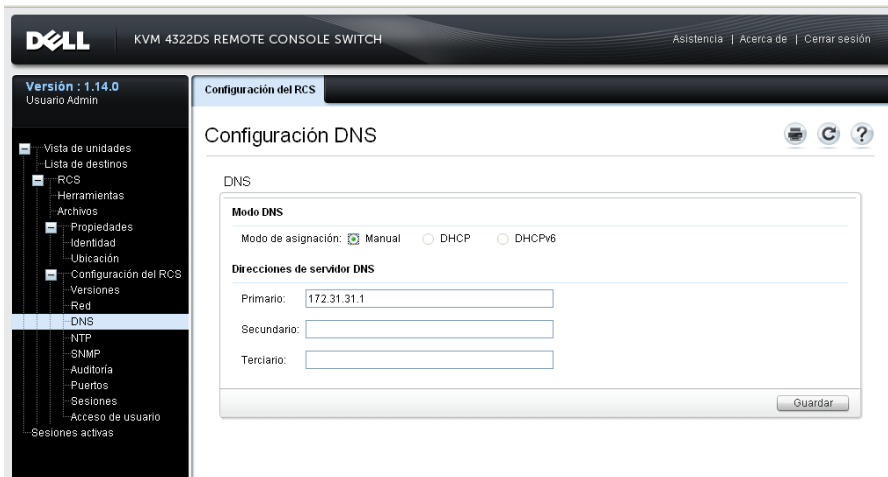 DELL KVM 4322DS REMOTE CONSOLE SWITCH
Asistencia | Acerca de | Cerrar sesión
Versión : 1.14.0
Usuario Admin
Vista de unidades
Lista de destinos
RCS
Herramientas
Archivos
Propiedades
Identidad
Ubicación
Configuración del RCS
Versiones
Red
DNS
NTP
SNMP
Auditoría
Puertos
Sesiones
Acceso de usuario
Sesiones activas
Configuración del RCS
Configuración DNS
?
DNS
Modo DNS
Modo de asignación: Manual DHCP DHCPv6
Direcciones de servidor DNS
Primario: 172.31.31.1
Secundario:
Terciario:
Guardar